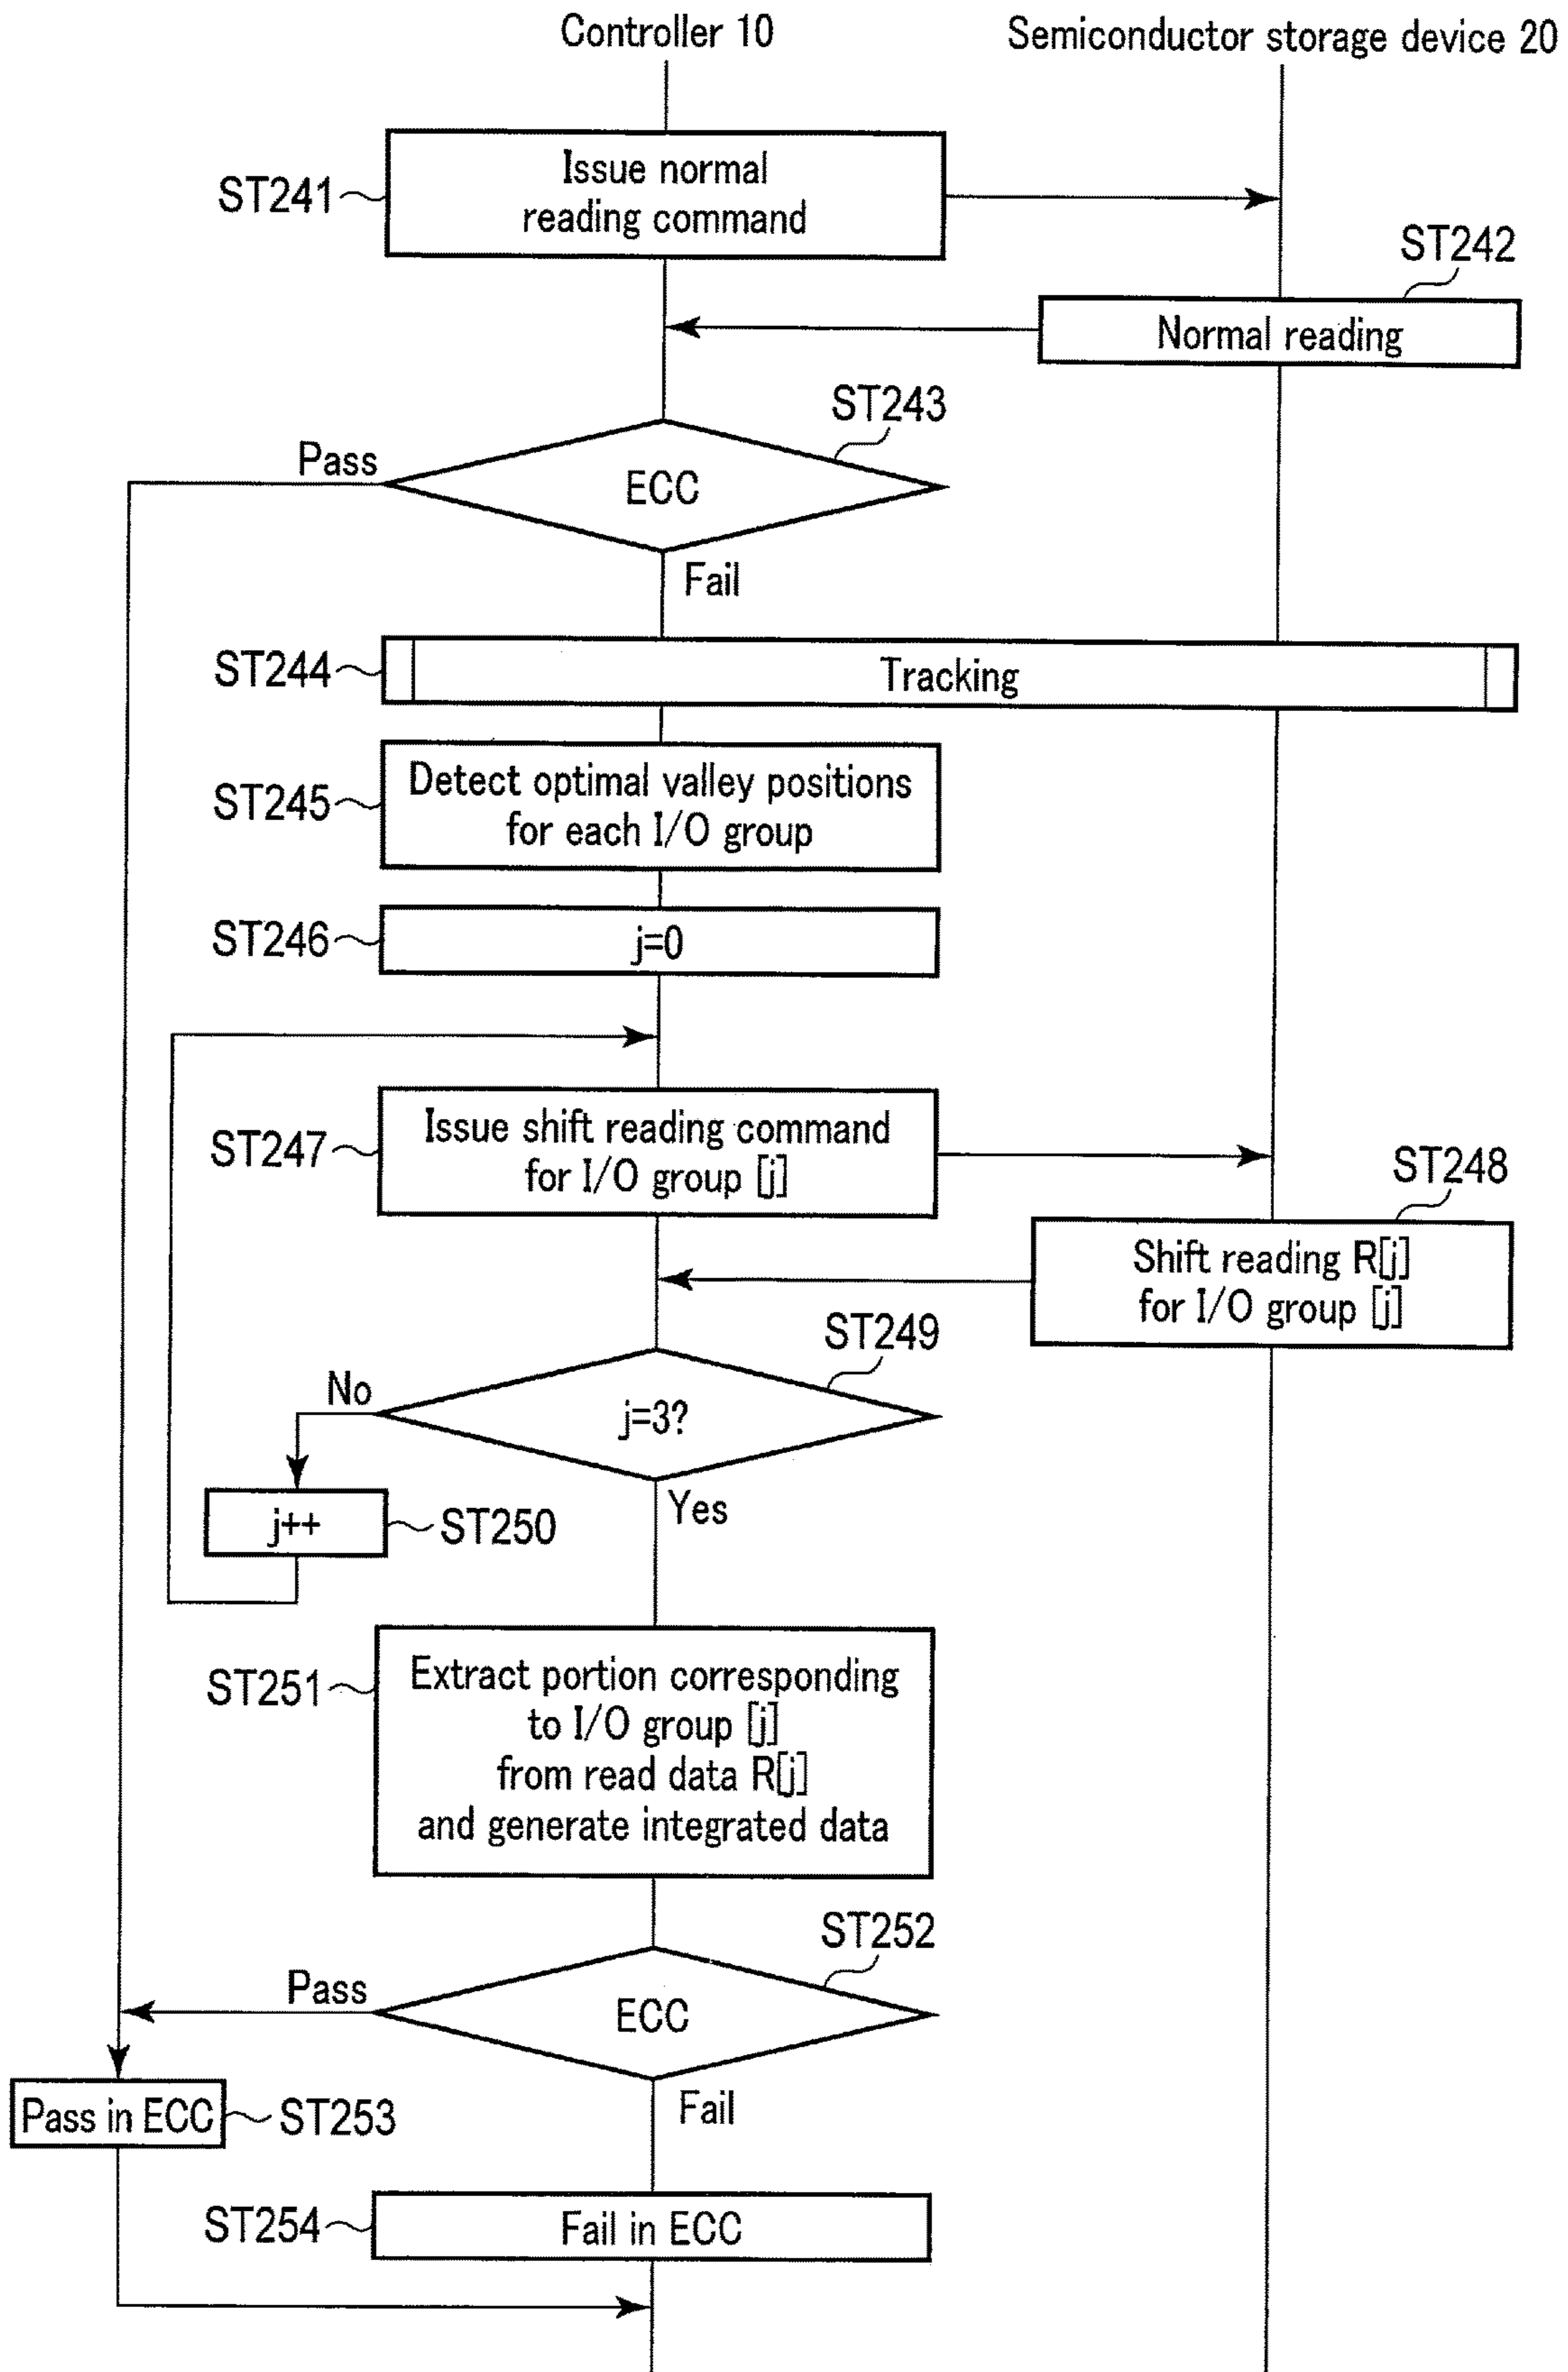 Controller 10
Semiconductor storage device 20
ST241
Issue normal
reading command
ST242
Normal reading
ST243
Pass
ECC
Fail
ST244
Tracking
ST245
Detect optimal valley positions
for each I/O group
ST246
j=0
ST247
Issue shift reading command
for I/O group [j]
ST248
Shift reading R[j]
for I/O group [j]
ST249
No
j=3?
Yes
j++
ST250
ST251
Extract portion corresponding
to I/O group [j]
from read data R[j]
and generate integrated data
ST252
Pass
ECC
Fail
Pass in ECC
ST253
ST254
Fail in ECC